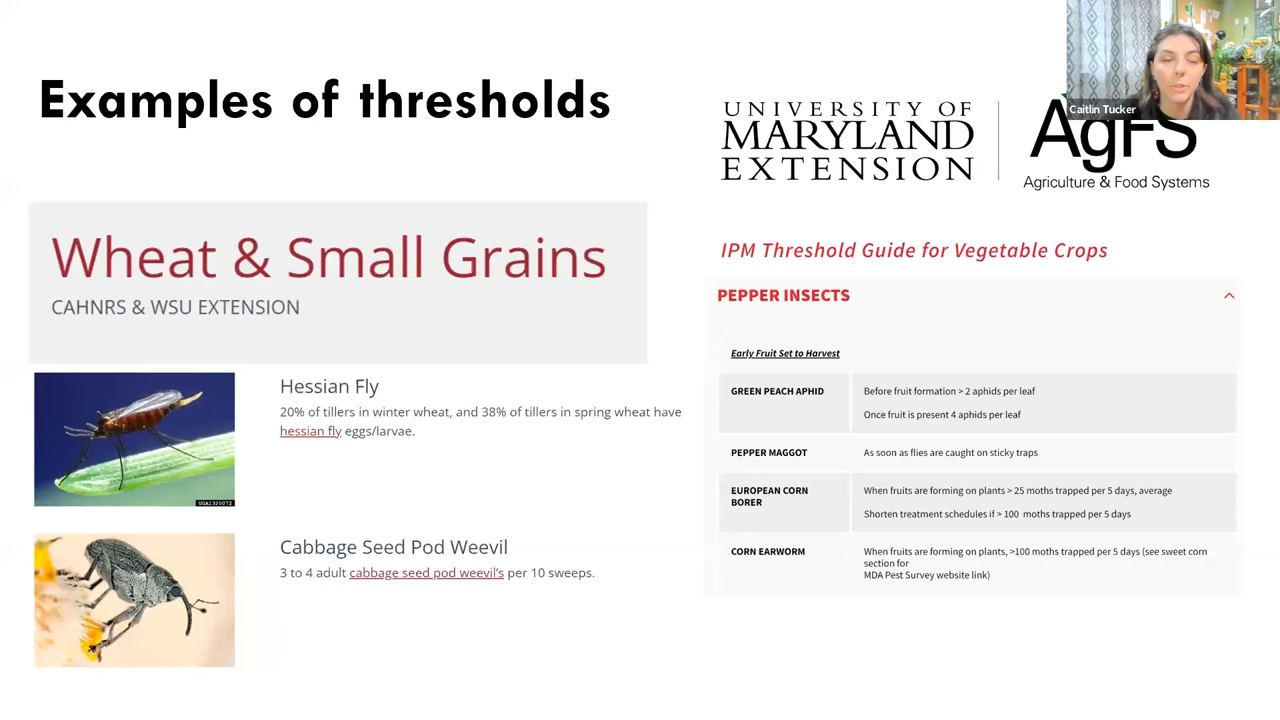 Examples of thresholds
Wheat & Small Grains
CAHNRS & WSU EXTENSION
Hessian Fly
20% of tillers in winter wheat, and 38% of tillers in spring wheat have
hessian fly eggs/larvae.
UGA1320072
Cabbage Seed Pod Weevil
3 to 4 adult cabbage seed pod weevil's per 10 sweeps.
Caitlin Tucker
UNIVERSITY OF
MARYLAND
EXTENSION
AgFS
Agriculture & Food Systems
IPM Threshold Guide for Vegetable Crops
PEPPER INSECTS
Early Fruit Set to Harvest
GREEN PEACH APHID
Before fruit formation > 2 aphids per leaf
Once fruit is present 4 aphids per leaf
PEPPER MAGGOT
As soon as flies are caught on sticky traps
EUROPEAN CORN
BORER
When fruits are forming on plants > 25 moths trapped per 5 days, average
Shorten treatment schedules if > 100 moths trapped per 5 days
CORN EARWORM
When fruits are forming on plants, >100 moths trapped per 5 days (see sweet corn
section for
MDA Pest Survey website link)